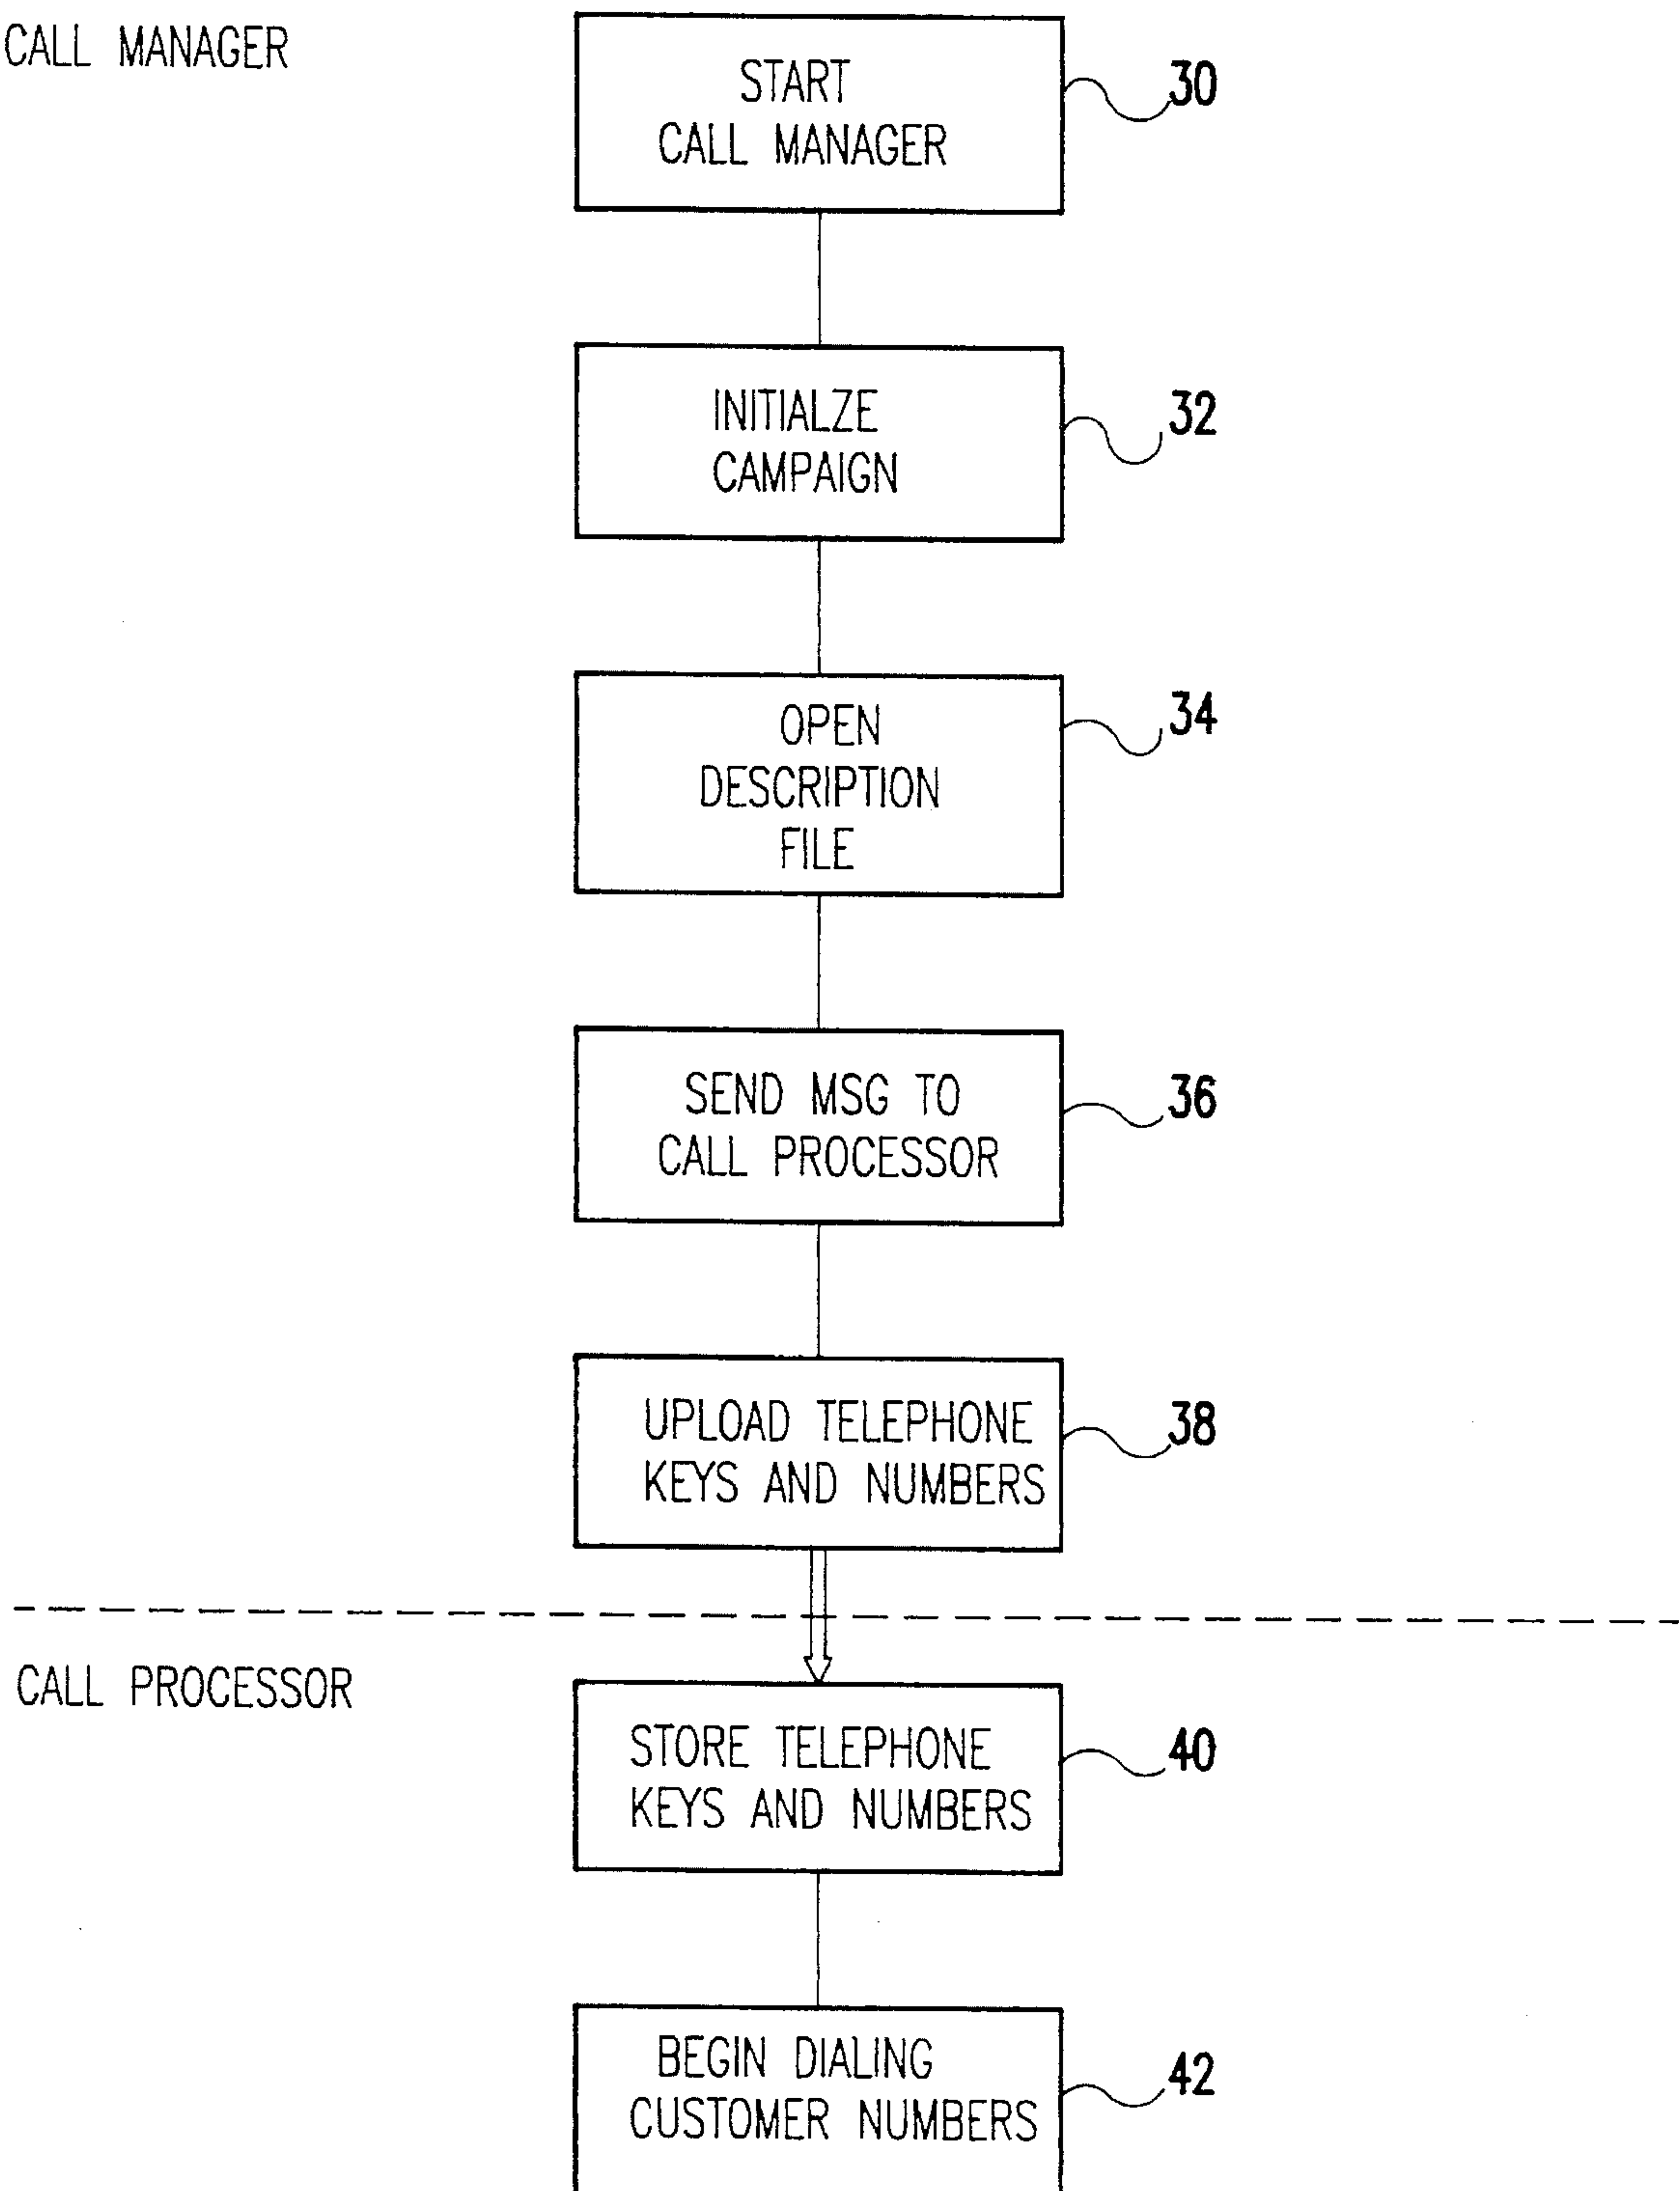 CALL MANAGER
START
CALL MANAGER
30
INITIALZE
CAMPAIGN
32
OPEN
DESCRIPTION
FILE
34
SEND MSG TO
CALL PROCESSOR
36
UPLOAD TELEPHONE
KEYS AND NUMBERS
38
CALL PROCESSOR
STORE TELEPHONE
KEYS AND NUMBERS
40
BEGIN DIALING
CUSTOMER NUMBERS
42